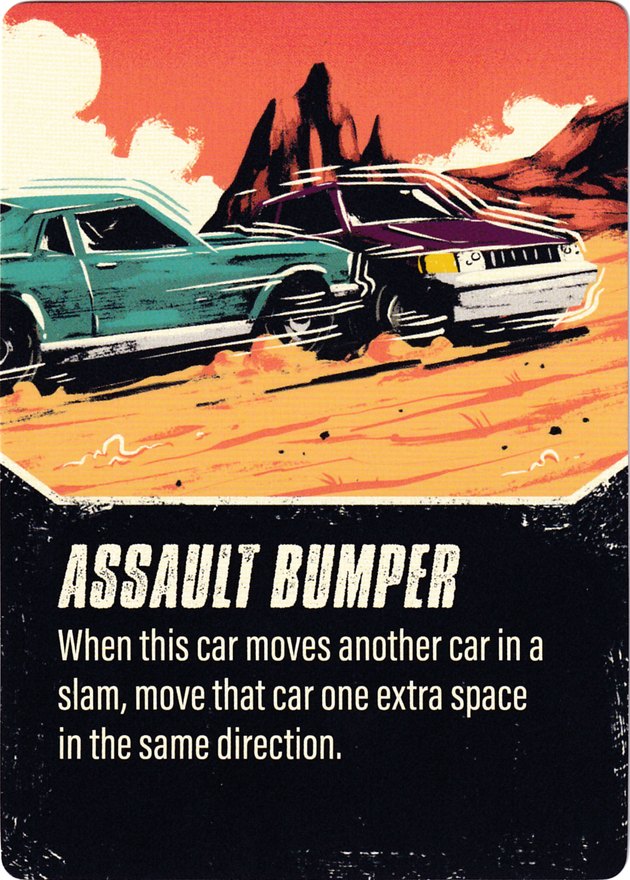 ASSAULT BUMPER
When this car moves another car in a
slam, move that car one extra space
in the same direction.